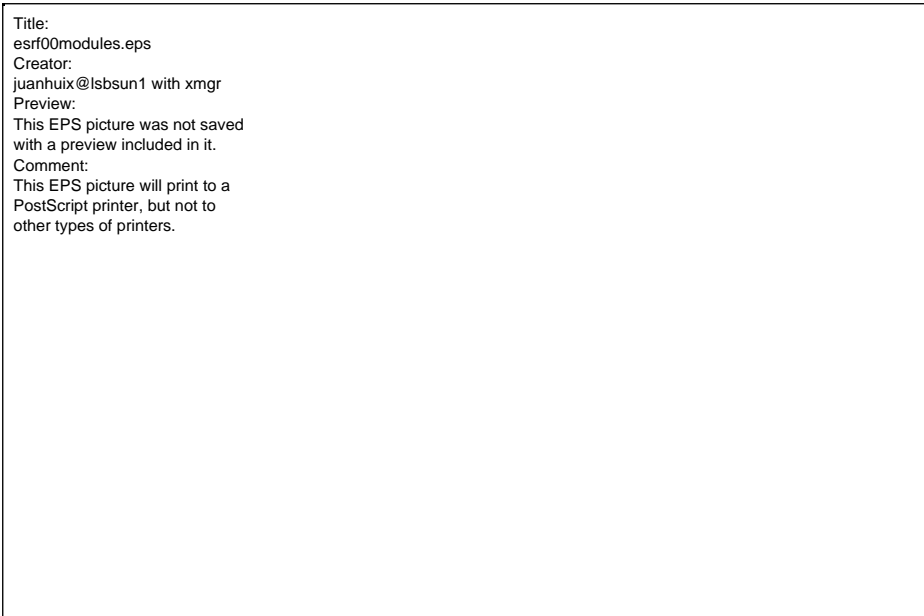 Title:
esrf00modules.eps
Creator:
juanhuix@lsbsun1 with xmgr
Preview:
This EPS picture was not saved
with a preview included in it.
Comment:
This EPS picture will print to a
PostScript printer, but not to
other types of printers.